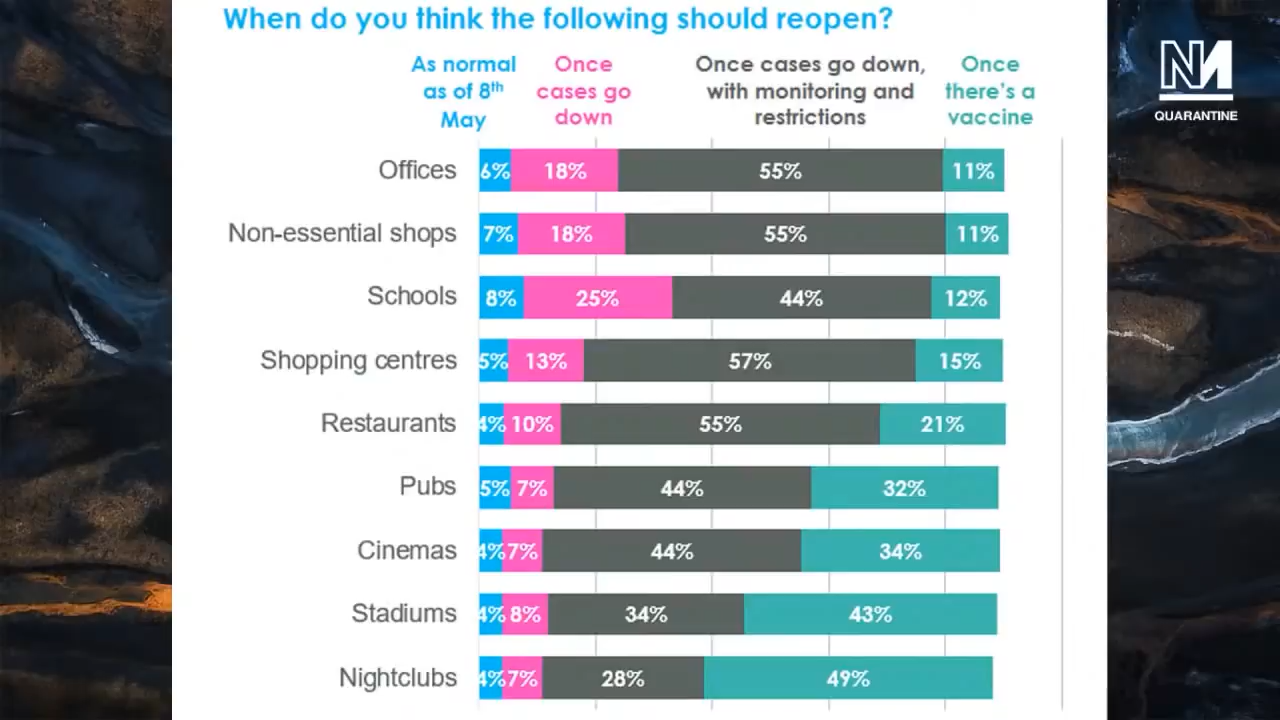 When do you think the following should reopen?
As normal
as of 8th
May
Once
cases go
down
Once cases go down,
with monitoring and
restrictions
Once
there's a
vaccine
NM
QUARANTINE
Offices 6% 18% 55% 11%
Non-essential shops 7% 18% 55% 11%
Schools 8% 25% 44% 12%
Shopping centres 5% 13% 57% 15%
Restaurants 4% 10% 55% 21%
Pubs 5% 7% 44% 32%
Cinemas 4% 7% 44% 34%
Stadiums 4% 8% 34% 43%
Nightclubs 4% 7% 28% 49%